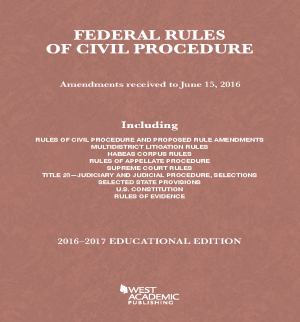 FEDERAL RULES
OF CIVIL PROCEDURE
Amendments received to June 15, 2016
Including
RULES OF CIVIL PROCEDURE AND PROPOSED RULE AMENDMENTS
MULTIDISTRICT LITIGATION RULES
HABEAS CORPUS RULES
RULES OF APPELLATE PROCEDURE
SUPREME COURT RULES
TITLE 28—JUDICIARY AND JUDICIAL PROCEDURE, SELECTIONS
SELECTED STATE PROVISIONS
U.S. CONSTITUTION
RULES OF EVIDENCE
2016–2017 EDUCATIONAL EDITION
WEST
ACADEMIC
PUBLISHING